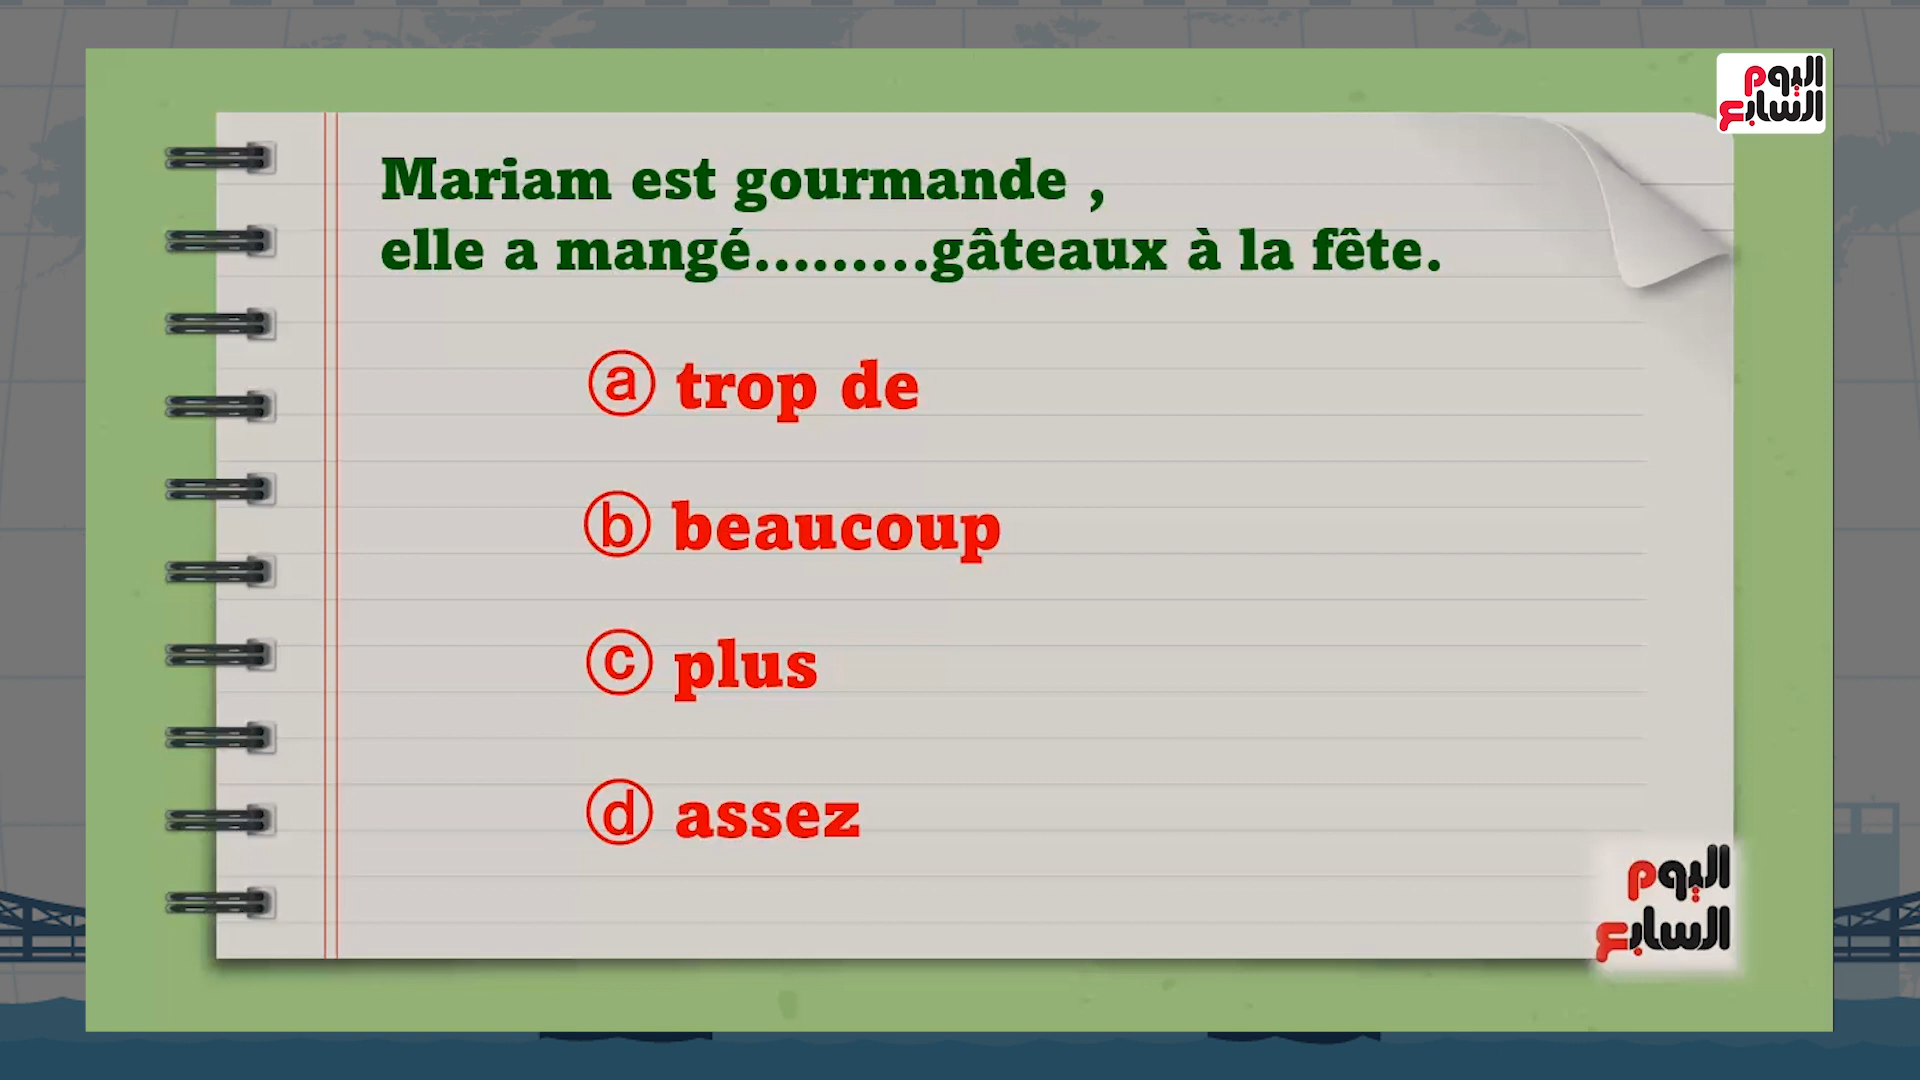 اليوم
السابع
Mariam est gourmande ,
elle a mangé.........gâteaux à la fête.
ⓐ trop de
ⓑ beaucoup
ⓒ plus
ⓓ assez
اليوم
السابع